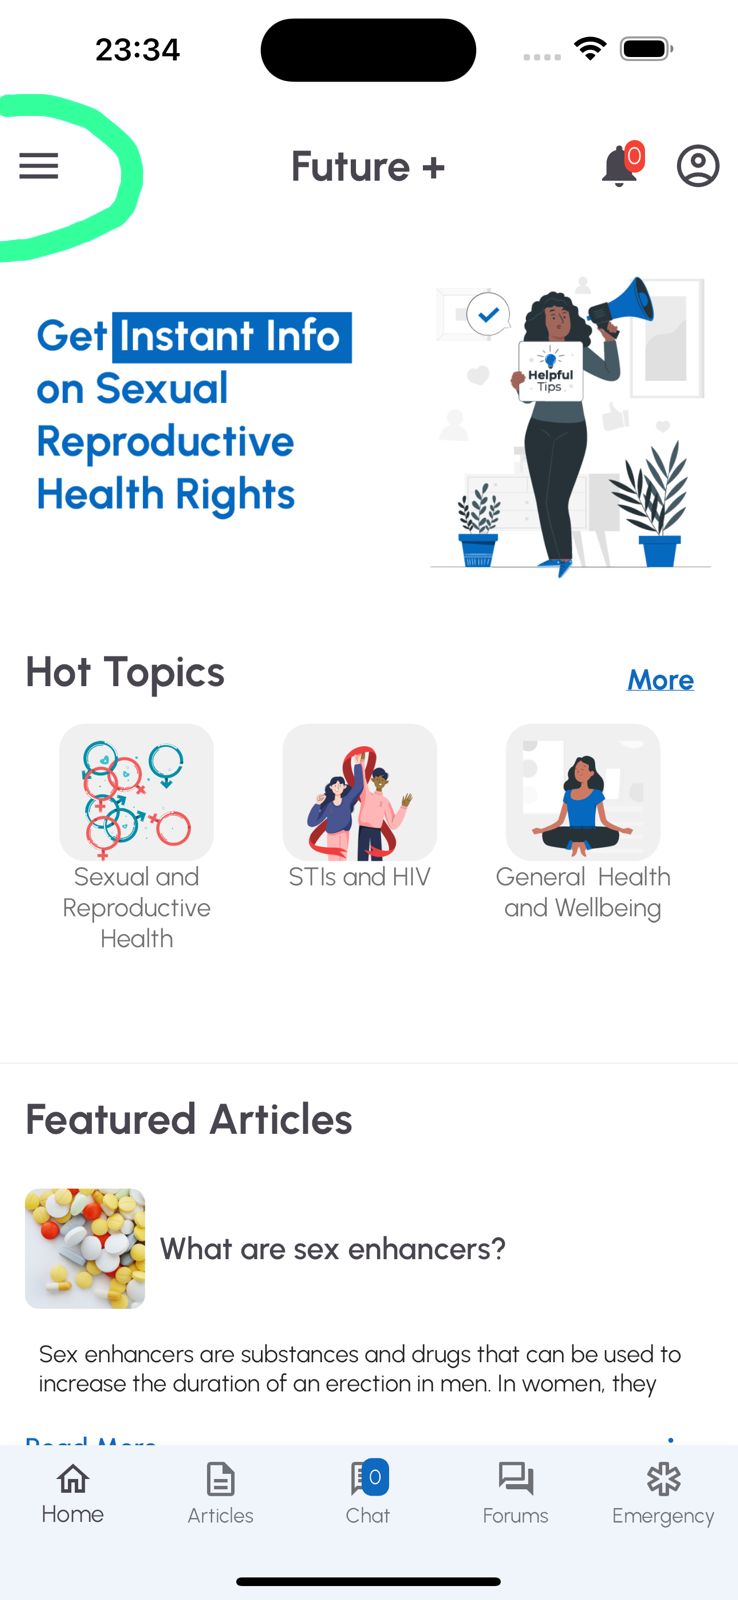 23:34
Future +
0
Get Instant Info
on Sexual
Reproductive
Health Rights
Helpful
Tips
Hot Topics
More
Sexual and
Reproductive
Health
STIs and HIV
General Health
and Wellbeing
Featured Articles
What are sex enhancers?
Sex enhancers are substances and drugs that can be used to
increase the duration of an erection in men. In women, they
Read More
0
Home
Articles
Chat
Forums
Emergency